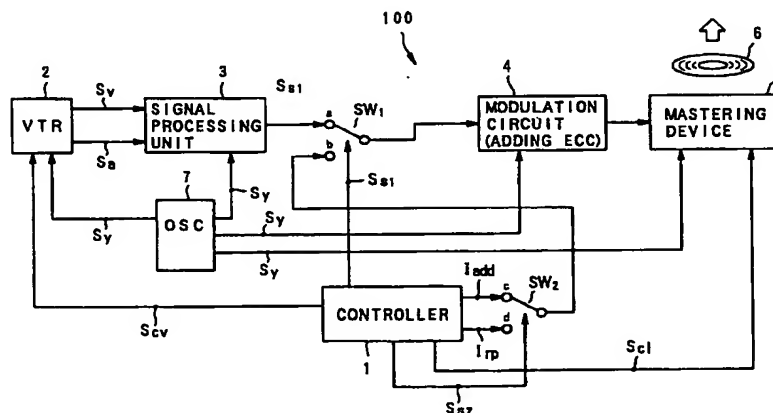 100
2
VTR
Sv
Sa
3
SIGNAL
PROCESSING
UNIT
Ss1
a
b
SW1
Ss1
4
MODULATION
CIRCUIT
(ADDING ECC)
6
MASTERING
DEVICE
7
OSC
Sy
Sy
Sy
Sy
Scv
CONTROLLER
1
Iadd
Irp
c
d
SW2
Ssz
Scl